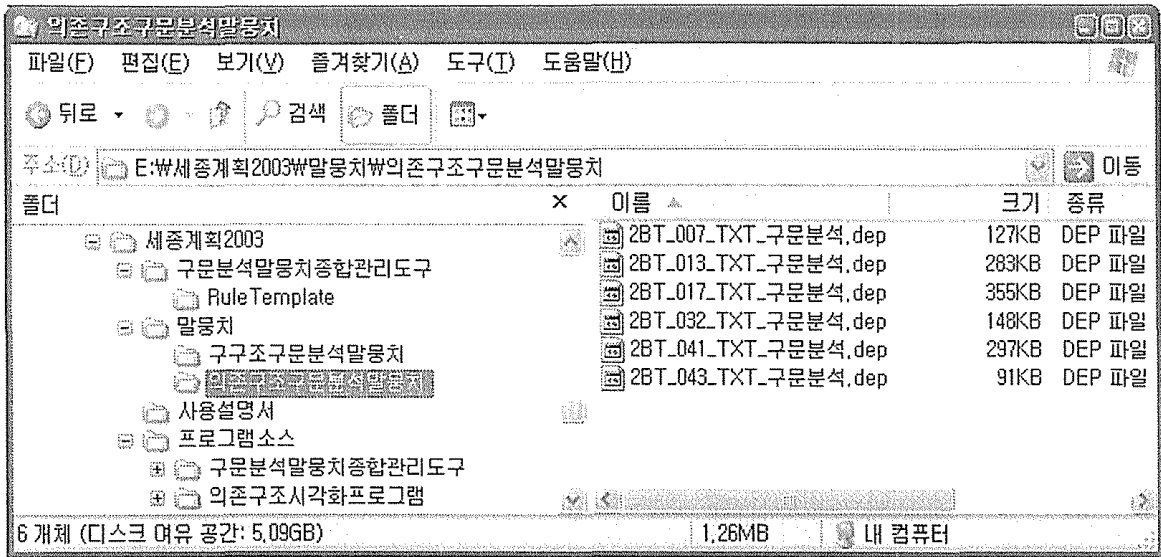 의존구조구문분석말뭉치
파일(F) 편집(E) 보기(V) 즐겨찾기(A) 도구(T) 도움말(H)
뒤로 검색 폴더
주소(D) E:₩세종계획2003₩말뭉치₩의존구조구문분석말뭉치 이동
폴더 x
세종계획2003
구문분석말뭉치종합관리도구
RuleTemplate
말뭉치
구구조구문분석말뭉치
의존구조구문분석말뭉치
사용설명서
프로그램소스
구문분석말뭉치종합관리도구
의존구조시각화프로그램
이름 크기 종류
2BT_007_TXT_구문분석.dep 127KB DEP 파일
2BT_013_TXT_구문분석.dep 283KB DEP 파일
2BT_017_TXT_구문분석.dep 355KB DEP 파일
2BT_032_TXT_구문분석.dep 148KB DEP 파일
2BT_041_TXT_구문분석.dep 297KB DEP 파일
2BT_043_TXT_구문분석.dep 91KB DEP 파일
6 개체 (디스크 여유 공간: 5,09GB) 1,26MB 내 컴퓨터